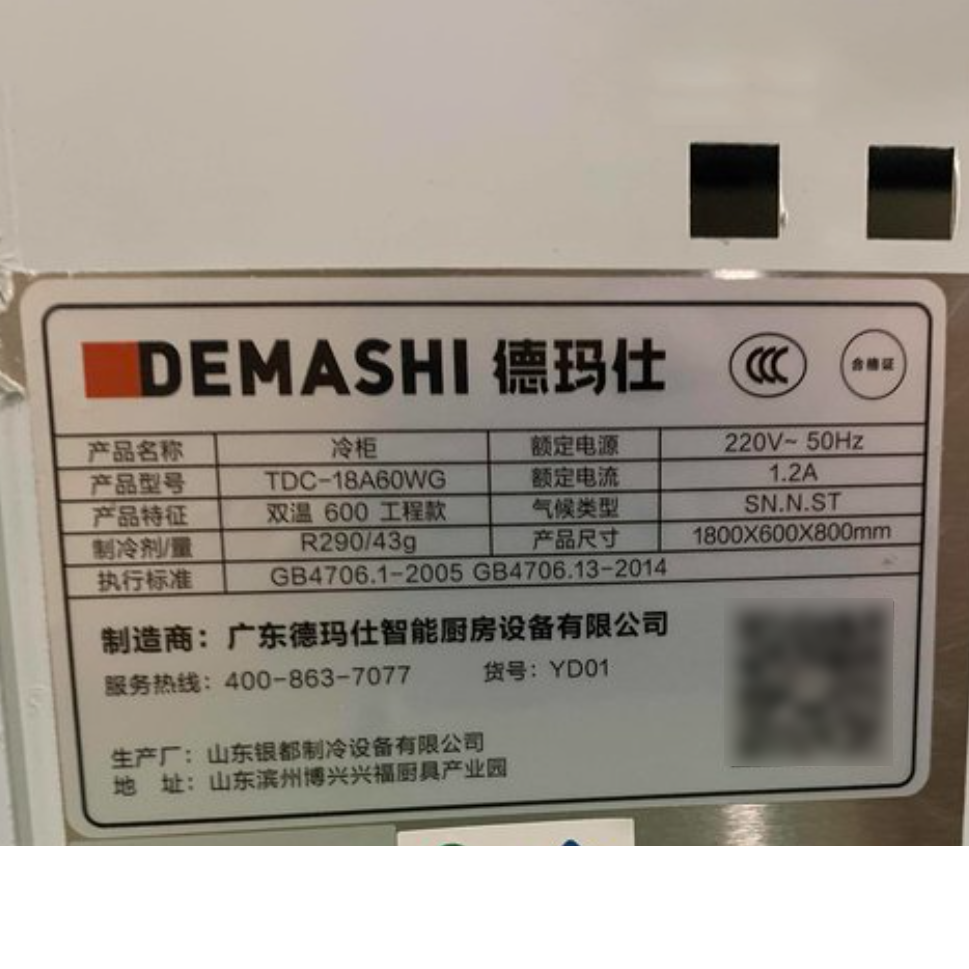 DEMASHI 德玛仕 CCC 合格证
产品名称 冷柜 额定电源 220V~ 50Hz
产品型号 TDC-18A60WG 额定电流 1.2A
产品特征 双温 600 工程款 气候类型 SN.N.ST
制冷剂/量 R290/43g 产品尺寸 1800X600X800mm
执行标准 GB4706.1-2005 GB4706.13-2014
制造商：广东德玛仕智能厨房设备有限公司
服务热线：400-863-7077 货号：YD01
生产厂：山东银都制冷设备有限公司
地 址：山东滨州博兴兴福厨具产业园